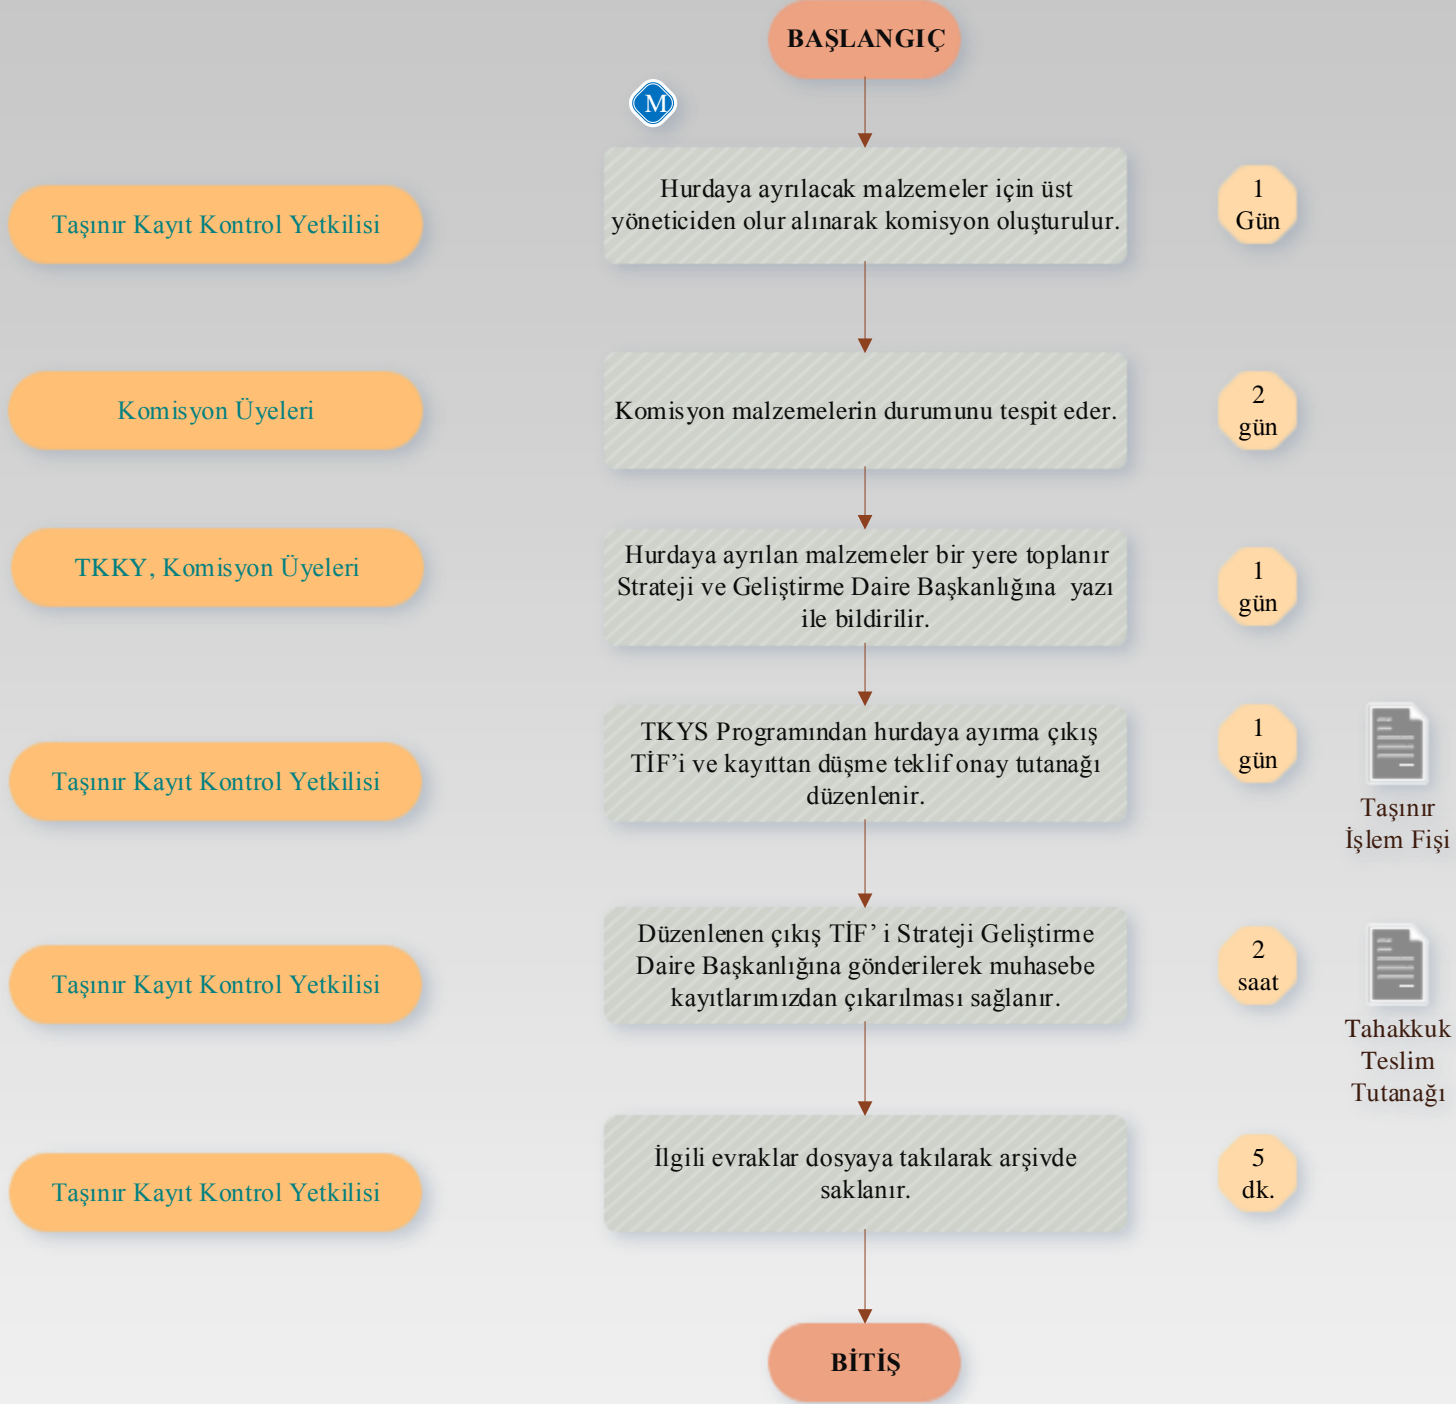 BAŞLANGIÇ
M
Taşınır Kayıt Kontrol Yetkilisi
Hurdaya ayrılacak malzemeler için üst
yöneticiden olur alınarak komisyon oluşturulur.
1
Gün
Komisyon Üyeleri
Komisyon malzemelerin durumunu tespit eder.
2
gün
TKKY, Komisyon Üyeleri
Hurdaya ayrılan malzemeler bir yere toplanır
Strateji ve Geliştirme Daire Başkanlığına yazı
ile bildirilir.
1
gün
Taşınır Kayıt Kontrol Yetkilisi
TKYS Programından hurdaya ayırma çıkış
TİF’i ve kayıttan düşme teklif onay tutanağı
düzenlenir.
1
gün
Taşınır
İşlem Fişi
Taşınır Kayıt Kontrol Yetkilisi
Düzenlenen çıkış TİF’ i Strateji Geliştirme
Daire Başkanlığına gönderilerek muhasebe
kayıtlarımızdan çıkarılması sağlanır.
2
saat
Tahakkuk
Teslim
Tutanağı
Taşınır Kayıt Kontrol Yetkilisi
İlgili evraklar dosyaya takılarak arşivde
saklanır.
5
dk.
BİTİŞ